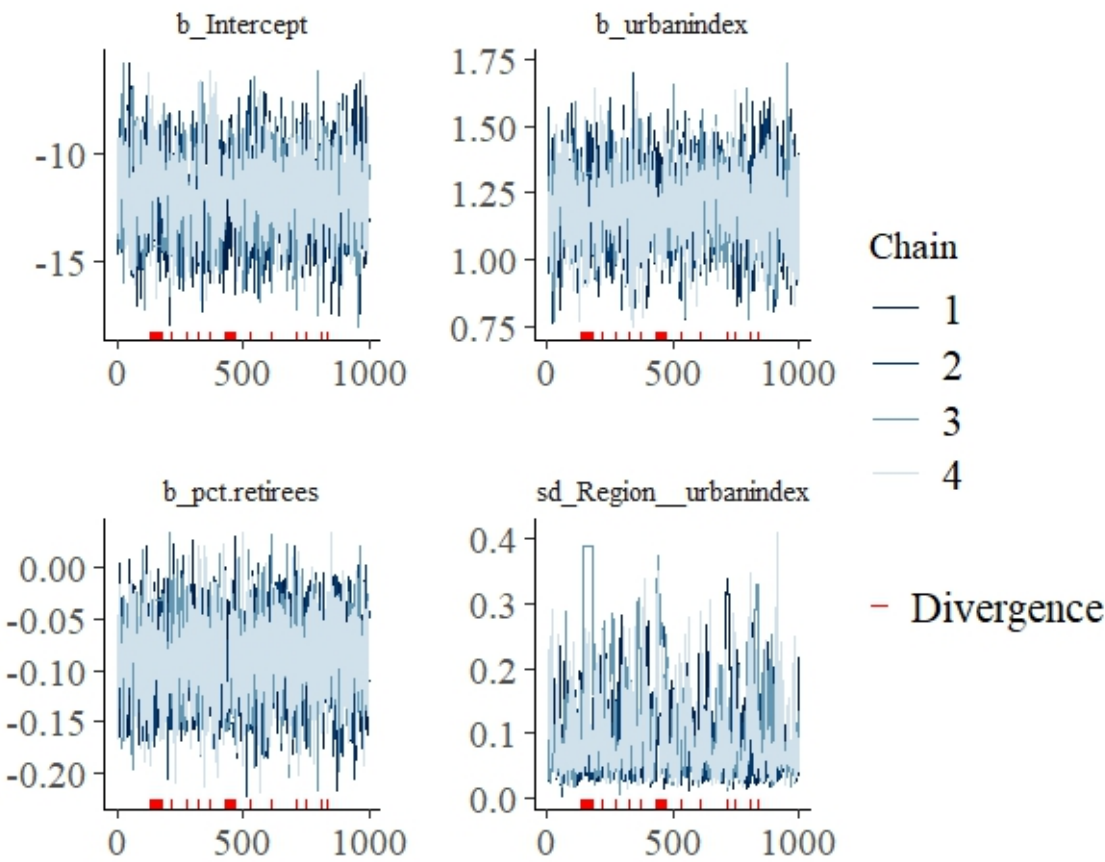 b_Intercept
-10
-15
0 500 1000
b_urbanindex
1.75
1.50
1.25
1.00
0.75
0 500 1000
b_pct.retirees
0.00
-0.05
-0.10
-0.15
-0.20
0 500 1000
sd_Region__urbanindex
0.4
0.3
0.2
0.1
0.0
0 500 1000
Chain
1
2
3
4
Divergence